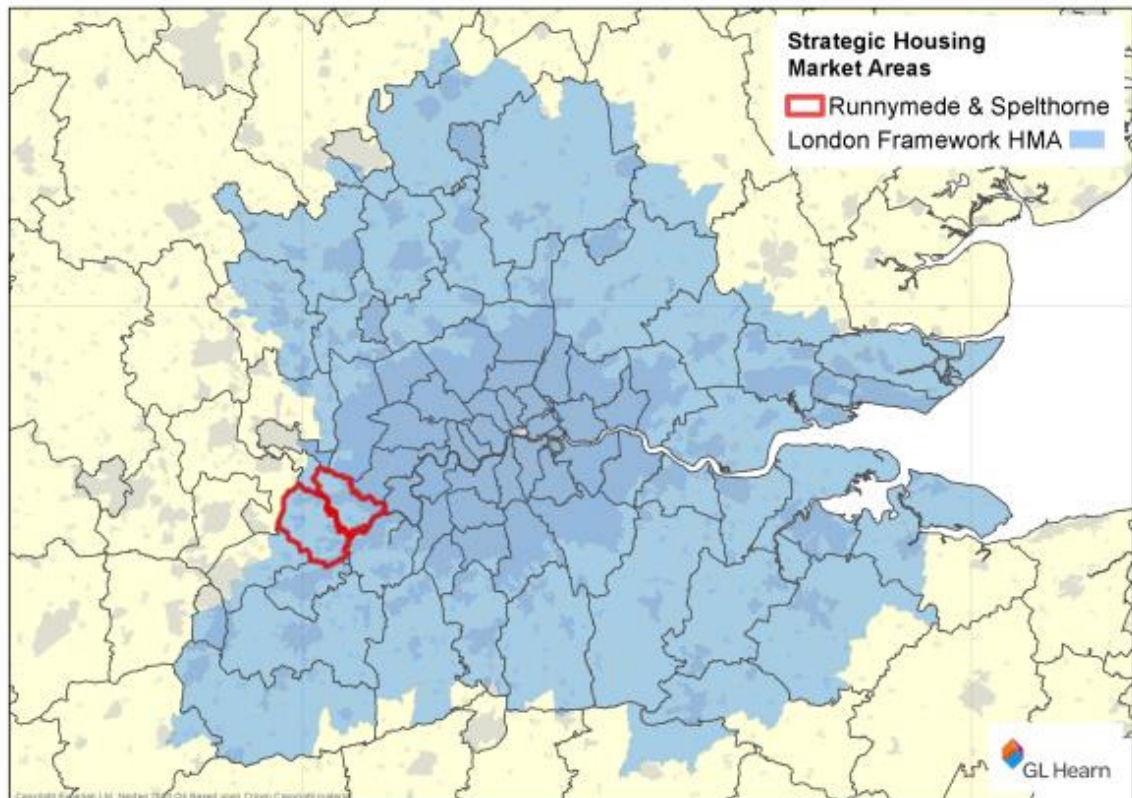 Strategic Housing
Market Areas
Runnymede & Spelthorne
London Framework HMA
GL Hearn